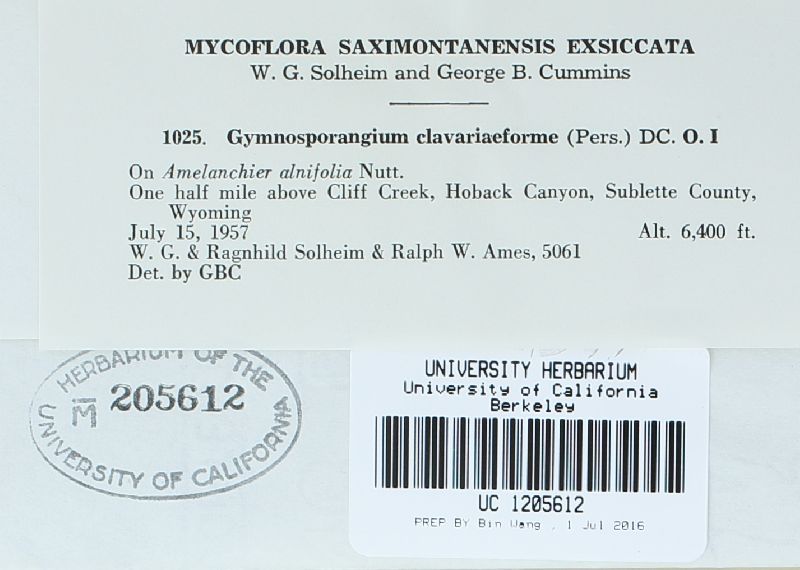 MYCOFLORA SAXIMONTANENSIS EXSICCATA
W. G. Solheim and George B. Cummins
1025. Gymnosporangium clavariaeforme (Pers.) DC. O. I
On Amelanchier alnifolia Nutt.
One half mile above Cliff Creek, Hoback Canyon, Sublette County,
Wyoming
July 15, 1957 Alt. 6,400 ft.
W. G. & Ragnhild Solheim & Ralph W. Ames, 5061
Det. by GBC
HERBARIUM OF THE
M 205612
UNIVERSITY OF CALIFORNIA
UNIVERSITY HERBARIUM
University of California
Berkeley
UC 1205612
PREP BY Bin Wang , 1 Jul 2016